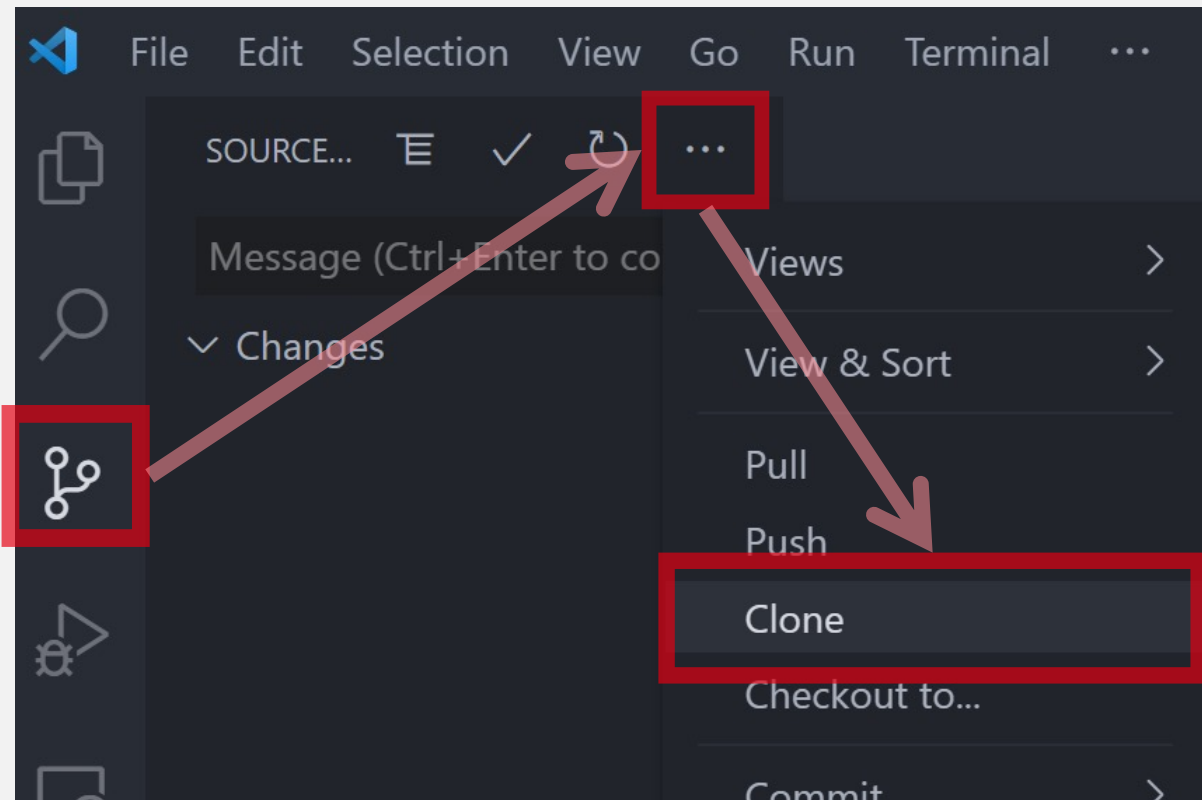 File Edit Selection View Go Run Terminal ...
SOURCE... ...
Message (Ctrl+Enter to co
Changes
Views
View & Sort
Pull
Push
Clone
Checkout to...
Commit